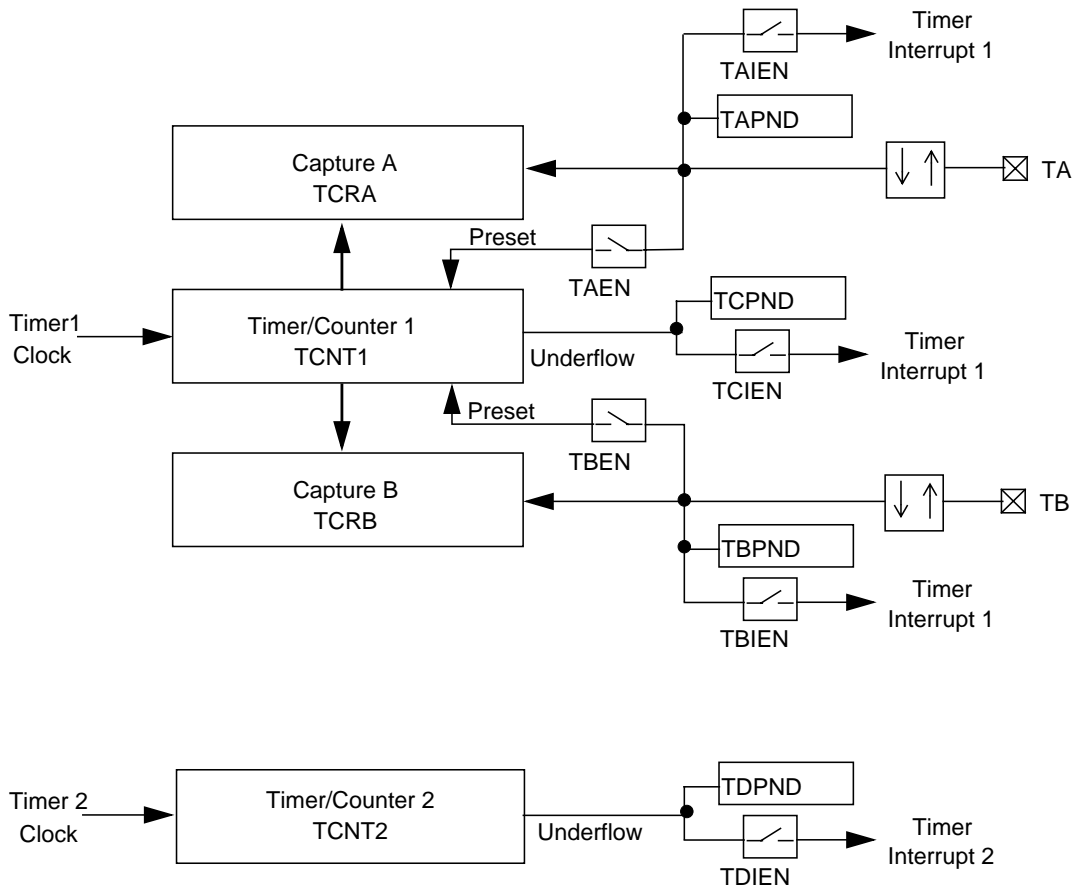 Timer
Interrupt 1
TAIEN
TAPND
Capture A
TCRA
TA
Preset
TAEN
TCPND
Timer1
Clock
Timer/Counter 1
TCNT1
Underflow
TCIEN
Timer
Interrupt 1
Preset
TBEN
Capture B
TCRB
TB
TBPND
Timer
Interrupt 1
TBIEN
TDPND
Timer 2
Clock
Timer/Counter 2
TCNT2
Underflow
Timer
Interrupt 2
TDIEN